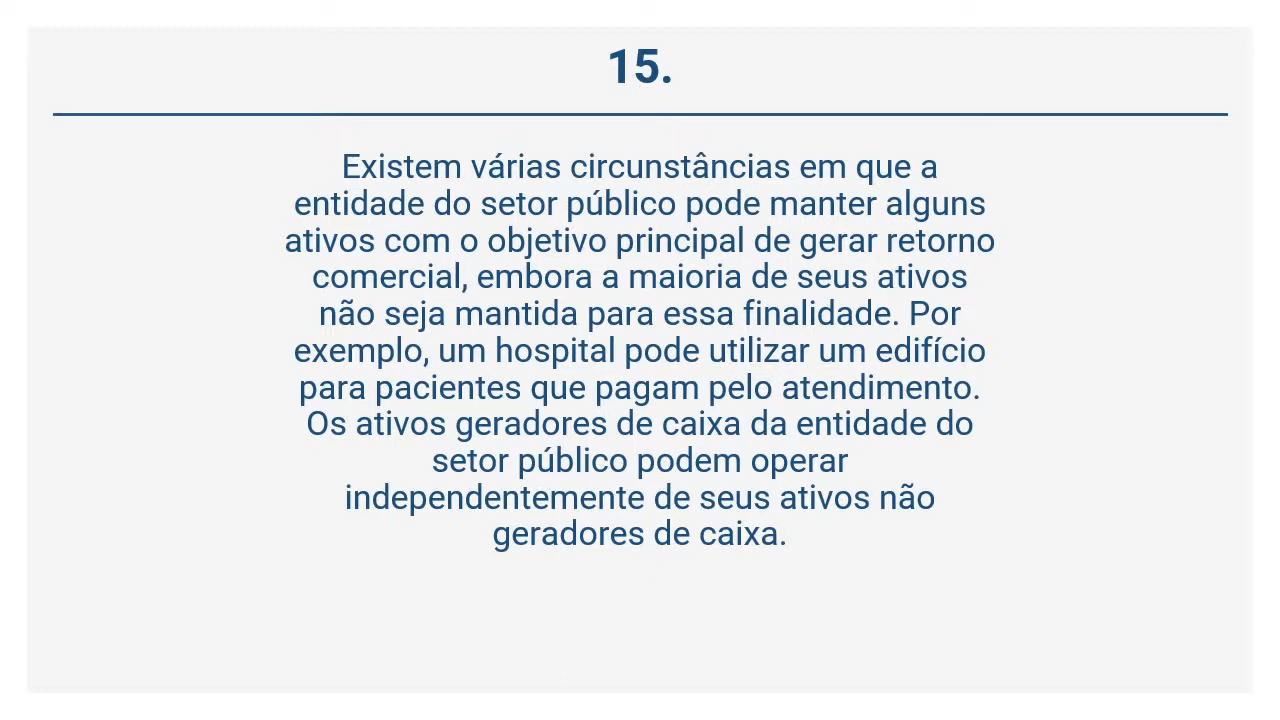 15.
Existem várias circunstâncias em que a
entidade do setor público pode manter alguns
ativos com o objetivo principal de gerar retorno
comercial, embora a maioria de seus ativos
não seja mantida para essa finalidade. Por
exemplo, um hospital pode utilizar um edifício
para pacientes que pagam pelo atendimento.
Os ativos geradores de caixa da entidade do
setor público podem operar
independentemente de seus ativos não
geradores de caixa.